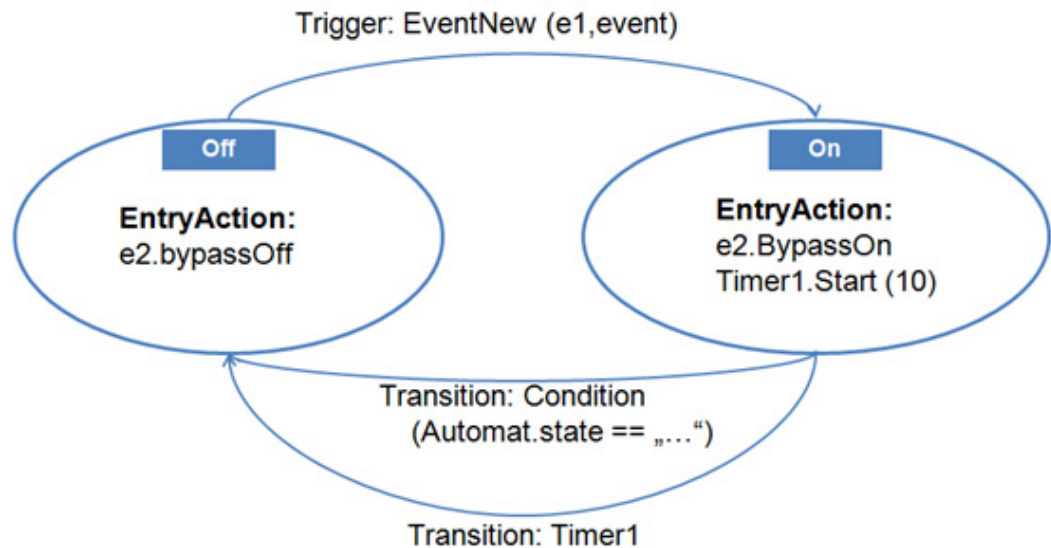 Trigger: EventNew (e1,event)
Off
On
EntryAction:
e2.bypassOff
EntryAction:
e2.BypassOn
Timer1.Start (10)
Transition: Condition
(Automat.state == „…“)
Transition: Timer1